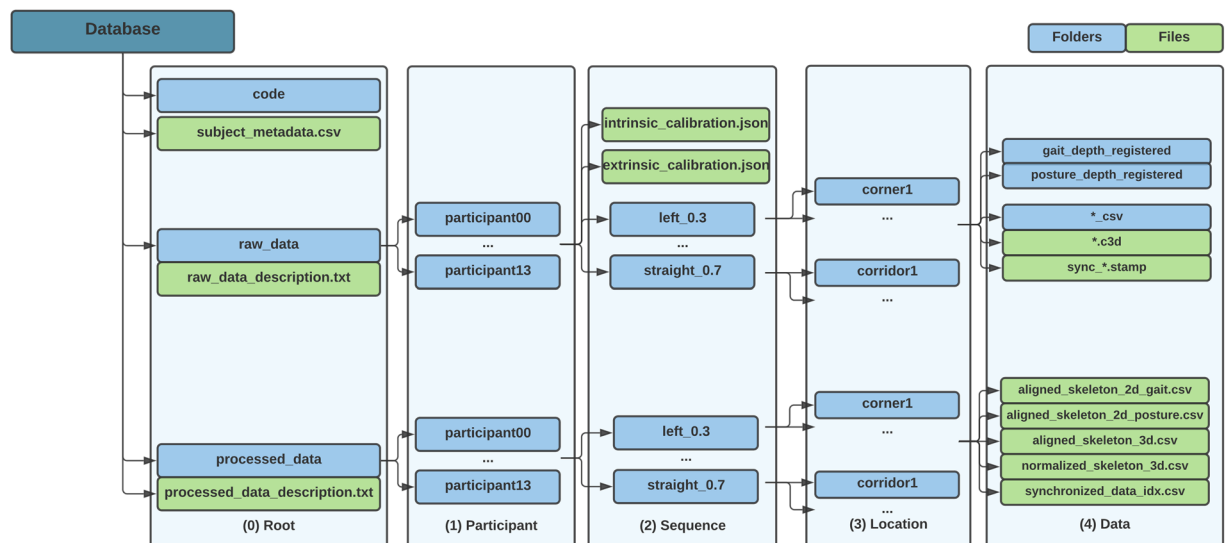 Database
Folders
Files
code
subject_metadata.csv
raw_data
raw_data_description.txt
processed_data
processed_data_description.txt
(0) Root
participant00
...
participant13
participant00
...
participant13
(1) Participant
intrinsic_calibration.json
extrinsic_calibration.json
left_0.3
...
straight_0.7
left_0.3
...
straight_0.7
(2) Sequence
corner1
...
corridor1
...
corner1
...
corridor1
...
(3) Location
gait_depth_registered
posture_depth_registered
*_csv
*.c3d
sync_*.stamp
aligned_skeleton_2d_gait.csv
aligned_skeleton_2d_posture.csv
aligned_skeleton_3d.csv
normalized_skeleton_3d.csv
synchronized_data_idx.csv
(4) Data